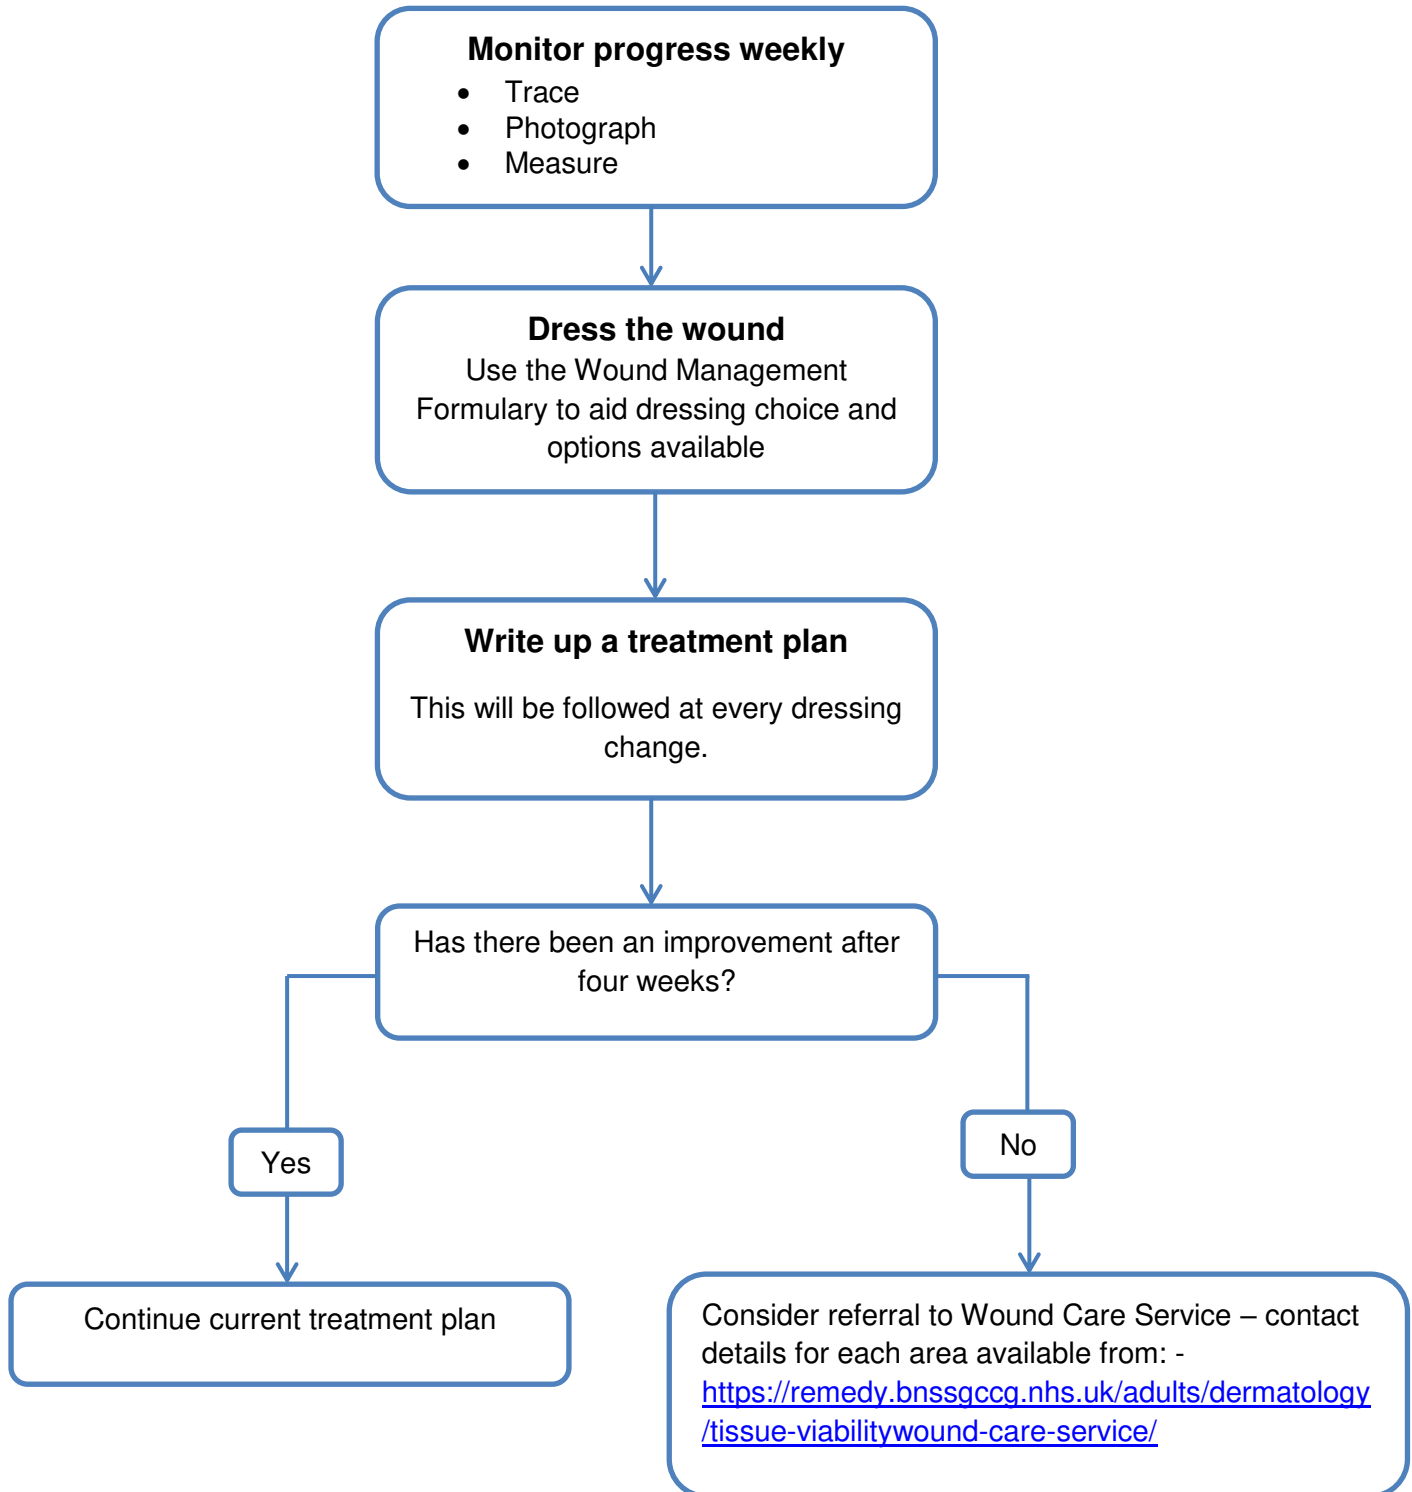 Monitor progress weekly
• Trace
• Photograph
• Measure
Dress the wound
Use the Wound Management
Formulary to aid dressing choice and
options available
Write up a treatment plan
This will be followed at every dressing
change.
Has there been an improvement after
four weeks?
Yes
No
Continue current treatment plan
Consider referral to Wound Care Service – contact
details for each area available from: -
https://remedy.bnssgccg.nhs.uk/adults/dermatology
/tissue-viabilitywound-care-service/